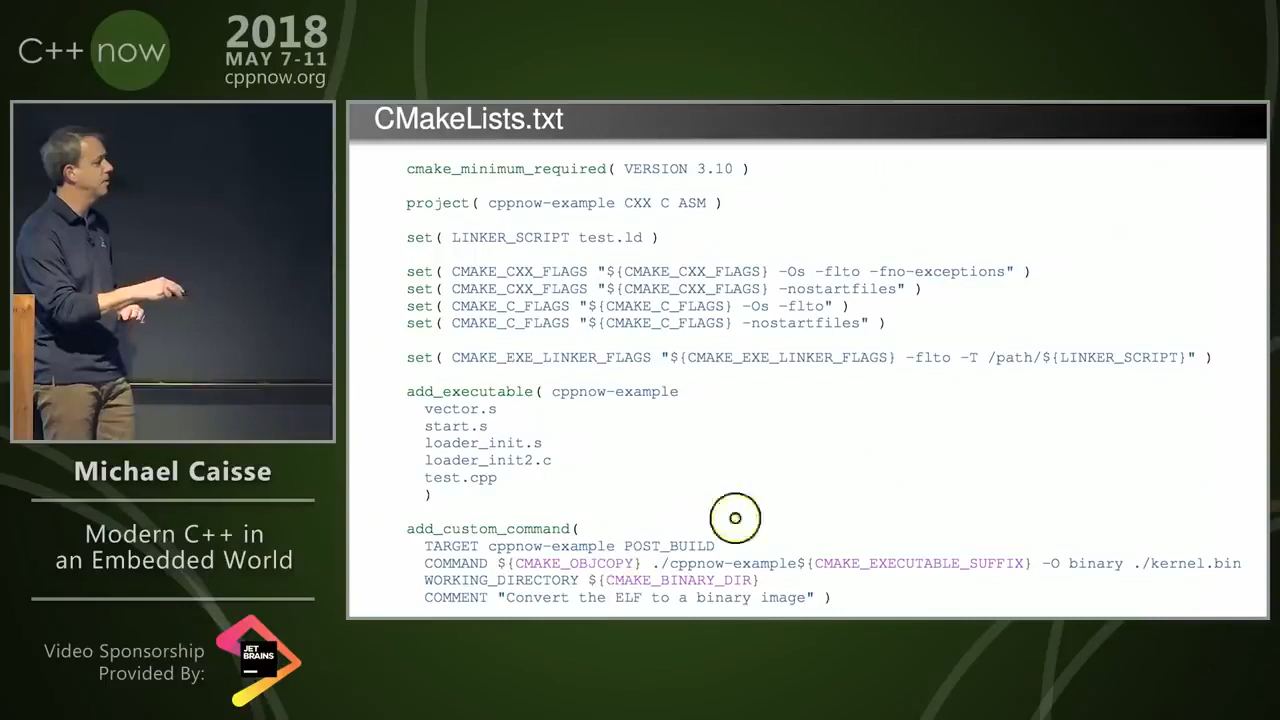 C++ now
2018
MAY 7-11
cppnow.org
CMakeLists.txt
cmake_minimum_required( VERSION 3.10 )
project( cppnow-example CXX C ASM )
set( LINKER_SCRIPT test.ld )
set( CMAKE_CXX_FLAGS "${CMAKE_CXX_FLAGS} -Os -flto -fno-exceptions" )
set( CMAKE_CXX_FLAGS "${CMAKE_CXX_FLAGS} -nostartfiles" )
set( CMAKE_C_FLAGS "${CMAKE_C_FLAGS} -Os -flto" )
set( CMAKE_C_FLAGS "${CMAKE_C_FLAGS} -nostartfiles" )
set( CMAKE_EXE_LINKER_FLAGS "${CMAKE_EXE_LINKER_FLAGS} -flto -T /path/${LINKER_SCRIPT}" )
add_executable( cppnow-example
vector.s
start.s
loader_init.s
loader_init2.c
test.cpp
)
add_custom_command(
TARGET cppnow-example POST_BUILD
COMMAND ${CMAKE_OBJCOPY} ./cppnow-example${CMAKE_EXECUTABLE_SUFFIX} -O binary ./kernel.bin
WORKING_DIRECTORY ${CMAKE_BINARY_DIR}
COMMENT "Convert the ELF to a binary image" )
Michael Caisse
Modern C++ in
an Embedded World
Video Sponsorship
Provided By:
JET
BRAINS